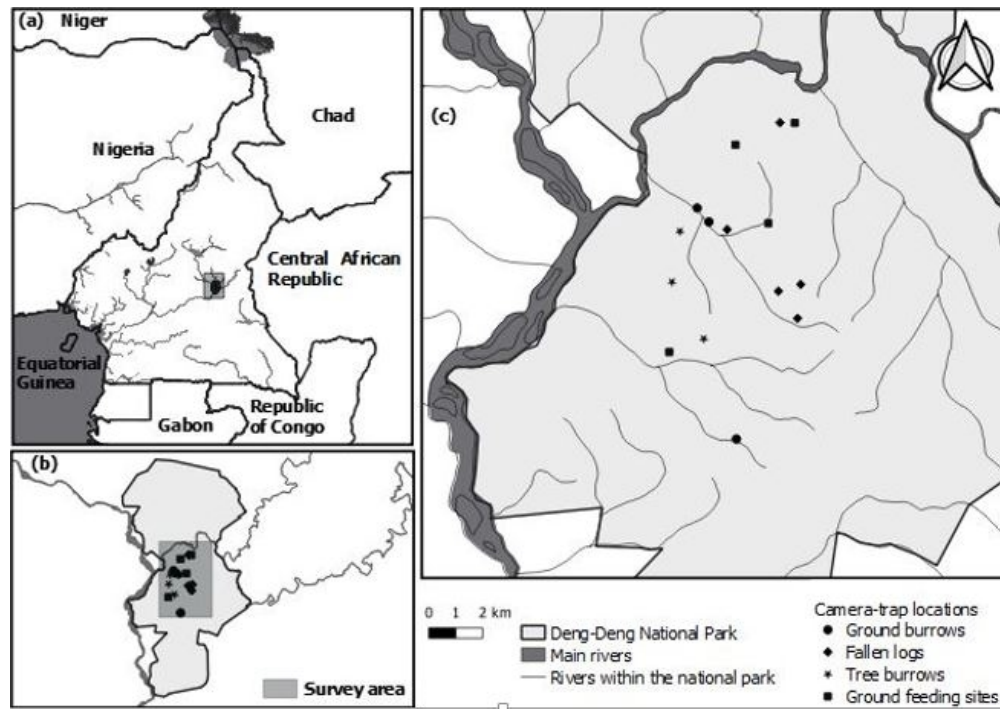 (a)
Niger
Chad
Nigeria
Central African
Republic
Equatorial
Guinea
Gabon
Republic
of Congo
(b)
Survey area
(c)
0 1 2 km
Deng-Deng National Park
Main rivers
Rivers within the national park
Camera-trap locations
Ground burrows
Fallen logs
Tree burrows
Ground feeding sites